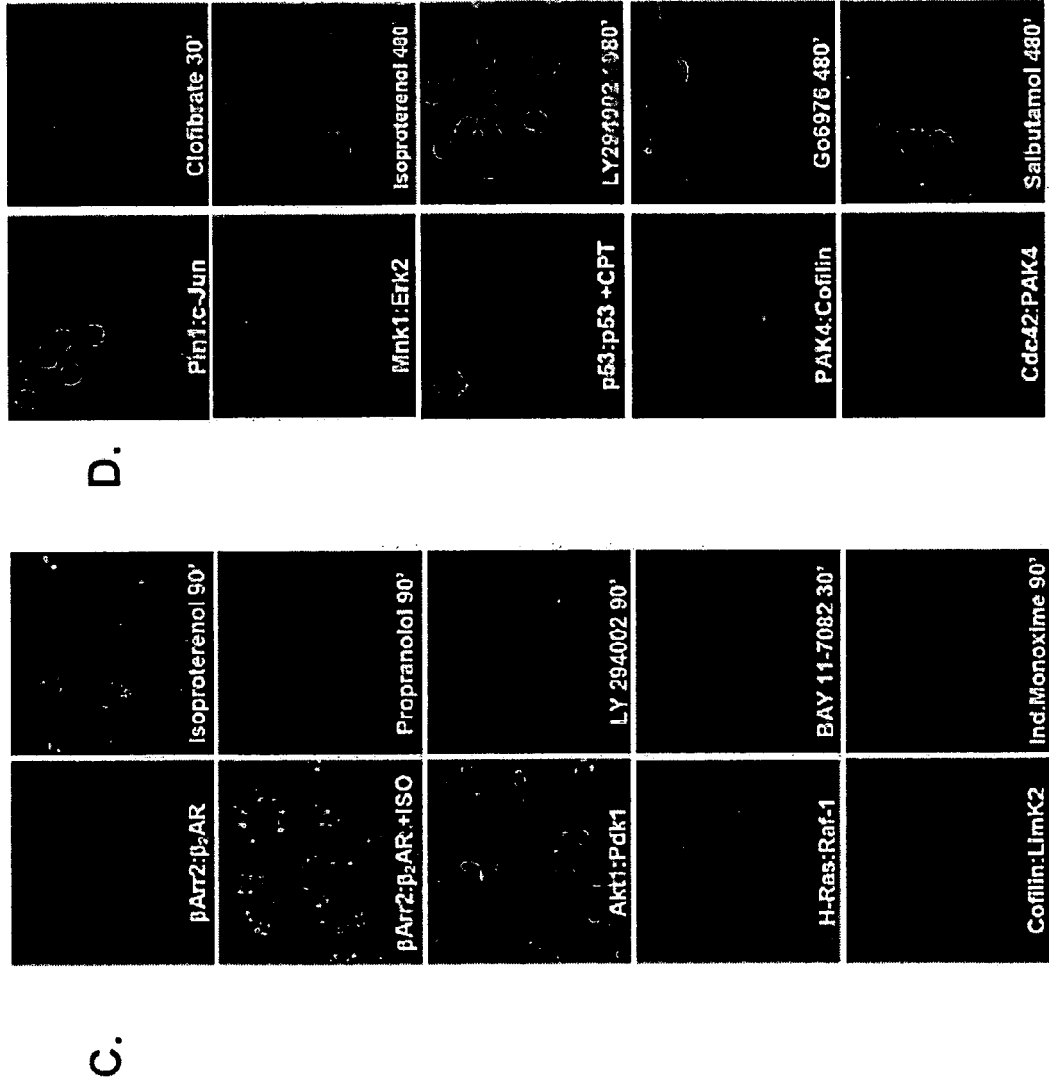 C.
βArr2:β₂AR
Isoproterenol 90'
βArr2:β₂AR:+ISO
Propranolol 90'
Akt1:Pdk1
LY 294002 90'
H-Ras:Raf-1
BAY 11-7082 30'
Cofilin:LimK2
Ind.Monoxime 90'
D.
Pin1:c-Jun
Clofibrate 30'
Mnk1:Erk2
Isoproterenol 480'
p53:p53 +CPT
LY294002
PAK4:Cofilin
Go6976 480'
Cdc42:PAK4
Salbutamol 480'